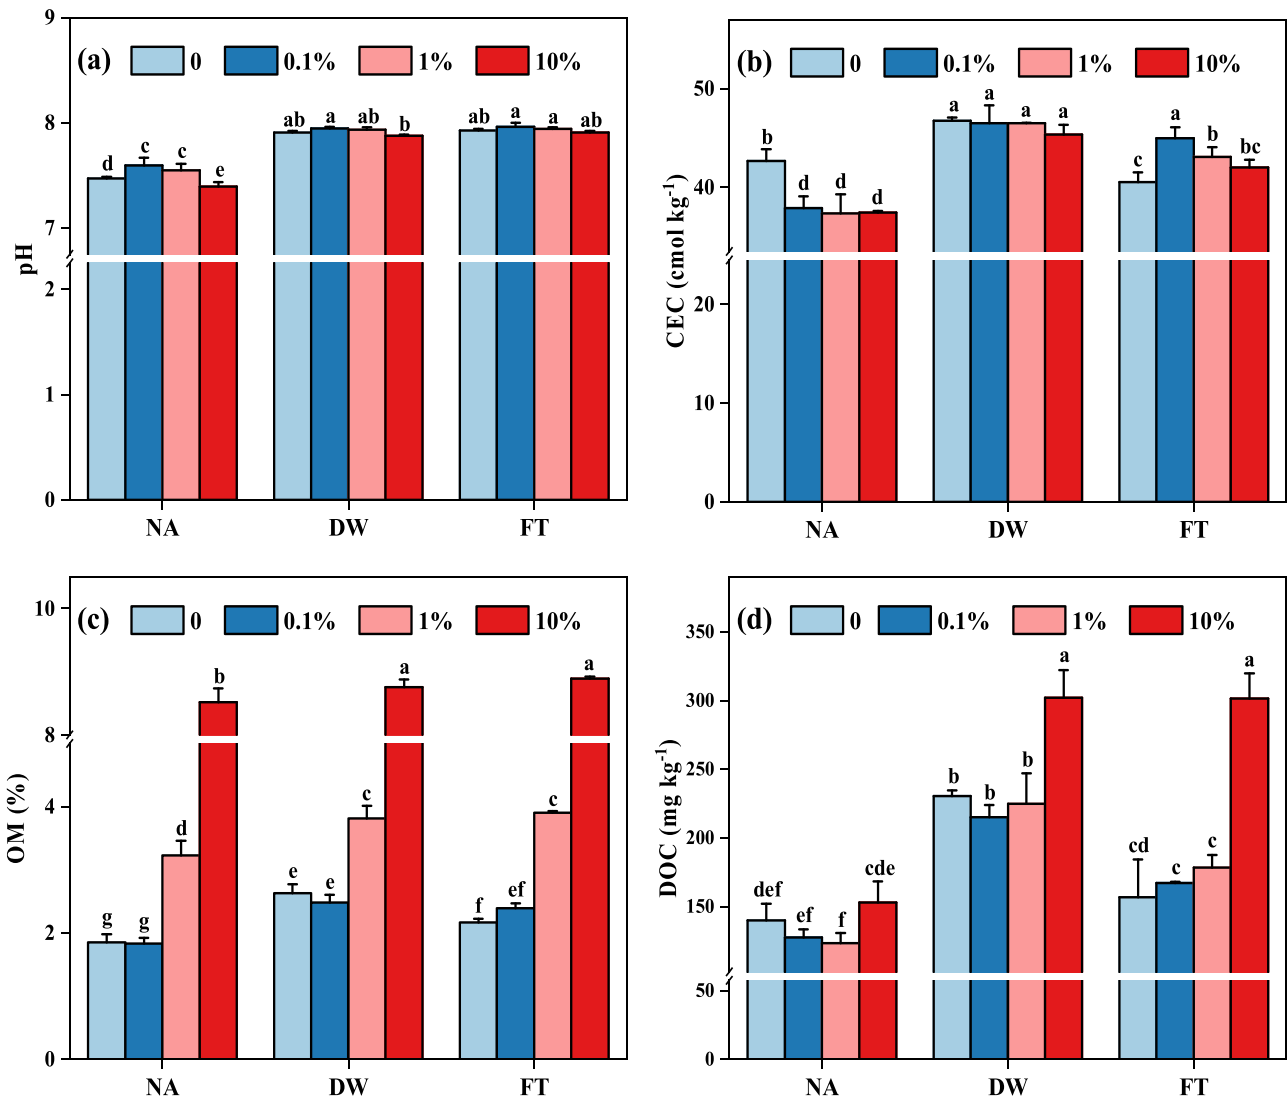 (a) 0 0.1% 1% 10%
9
8
7
2
1
0
pH
d c c e ab a ab b ab a a ab
NA DW FT
(b) 0 0.1% 1% 10%
50
40
20
10
0
CEC (cmol kg⁻¹)
b d d d a a a a c a b bc
NA DW FT
(c) 0 0.1% 1% 10%
10
8
4
2
0
OM (%)
g g d b e e c a f ef c a
NA DW FT
(d) 0 0.1% 1% 10%
350
300
250
200
150
50
0
DOC (mg kg⁻¹)
def ef f cde b b b a cd c c a
NA DW FT